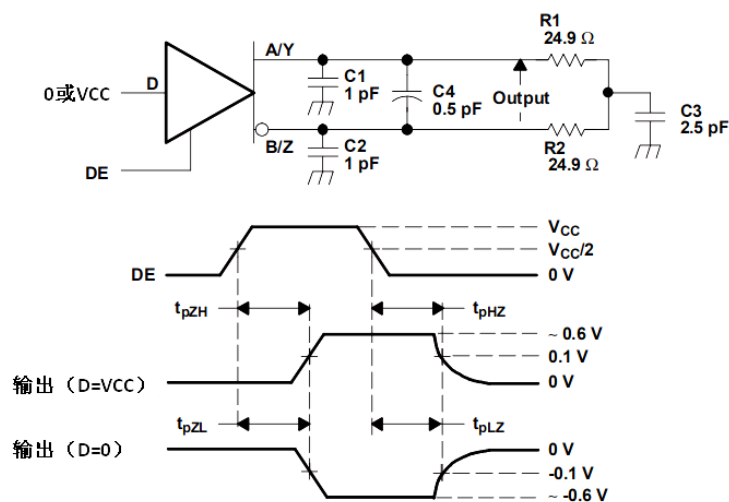 R1
24.9 Ω
A/Y
C1
1 pF
C4
0.5 pF
Output
0或VCC
D
C3
2.5 pF
B/Z
C2
1 pF
R2
24.9 Ω
DE
VCC
VCC/2
DE
0 V
tpZH
tpHZ
~ 0.6 V
0.1 V
输出（D=VCC）
0 V
tpZL
tpLZ
输出（D=0）
0 V
-0.1 V
~ -0.6 V